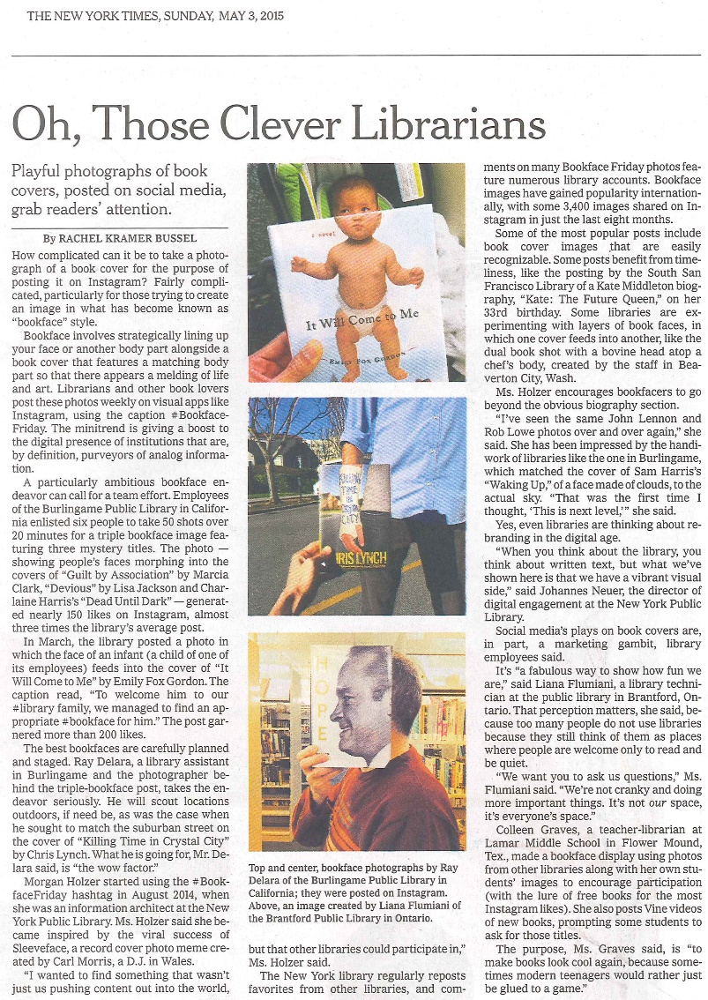 THE NEW YORK TIMES, SUNDAY, MAY 3, 2015
Oh, Those Clever Librarians
Playful photographs of book
covers, posted on social media,
grab readers' attention.
By RACHEL KRAMER BUSSEL
How complicated can it be to take a photo-
graph of a book cover for the purpose of
posting it on Instagram? Fairly compli-
cated, particularly for those trying to create
an image in what has become known as
"bookface" style.
Bookface involves strategically lining up
your face or another body part alongside a
book cover that features a matching body
part so that there appears a melding of life
and art. Librarians and other book lovers
post these photos weekly on visual apps like
Instagram, using the caption #Bookface-
Friday. The minitrend is giving a boost to
the digital presence of institutions that are,
by definition, purveyors of analog informa-
tion.
A particularly ambitious bookface en-
deavor can call for a team effort. Employees
of the Burlingame Public Library in Califor-
nia enlisted six people to take 50 shots over
20 minutes for a triple bookface image fea-
turing three mystery titles. The photo —
showing people's faces morphing into the
covers of "Guilt by Association" by Marcia
Clark, "Devious" by Lisa Jackson and Char-
laine Harris's "Dead Until Dark" — generat-
ed nearly 150 likes on Instagram, almost
three times the library's average post.
In March, the library posted a photo in
which the face of an infant (a child of one of
its employees) feeds into the cover of "It
Will Come to Me" by Emily Fox Gordon. The
caption read, "To welcome him to our
#library family, we managed to find an ap-
propriate #bookface for him." The post gar-
nered more than 200 likes.
The best bookfaces are carefully planned
and staged. Ray Delara, a library assistant
in Burlingame and the photographer be-
hind the triple-bookface post, takes the en-
deavor seriously. He will scout locations
outdoors, if need be, as was the case when
he sought to match the suburban street on
the cover of "Killing Time in Crystal City"
by Chris Lynch. What he is going for, Mr. De-
lara said, is "the wow factor."
Morgan Holzer started using the #Book-
faceFriday hashtag in August 2014, when
she was an information architect at the New
York Public Library. Ms. Holzer said she be-
came inspired by the viral success of
Sleeveface, a record cover photo meme cre-
ated by Carl Morris, a D.J. in Wales.
"I wanted to find something that wasn't
just us pushing content out into the world,
a novel
It Will Come to Me
EMILY FOX GORDON
KILLING
TIME
IN
CRYSTAL
CITY
RIS LYNCH
HOPE
Top and center, bookface photographs by Ray
Delara of the Burlingame Public Library in
California; they were posted on Instagram.
Above, an image created by Liana Flumiani of
the Brantford Public Library in Ontario.
but that other libraries could participate in,"
Ms. Holzer said.
The New York library regularly reposts
favorites from other libraries, and com-
ments on many Bookface Friday photos fea-
ture numerous library accounts. Bookface
images have gained popularity internation-
ally, with some 3,400 images shared on In-
stagram in just the last eight months.
Some of the most popular posts include
book cover images that are easily
recognizable. Some posts benefit from time-
liness, like the posting by the South San
Francisco Library of a Kate Middleton biog-
raphy, "Kate: The Future Queen," on her
33rd birthday. Some libraries are ex-
perimenting with layers of book faces, in
which one cover feeds into another, like the
dual book shot with a bovine head atop a
chef's body, created by the staff in Bea-
verton City, Wash.
Ms. Holzer encourages bookfacers to go
beyond the obvious biography section.
"I've seen the same John Lennon and
Rob Lowe photos over and over again," she
said. She has been impressed by the handi-
work of libraries like the one in Burlingame,
which matched the cover of Sam Harris's
"Waking Up," of a face made of clouds, to the
actual sky. "That was the first time I
thought, 'This is next level,'" she said.
Yes, even libraries are thinking about re-
branding in the digital age.
"When you think about the library, you
think about written text, but what we've
shown here is that we have a vibrant visual
side," said Johannes Neuer, the director of
digital engagement at the New York Public
Library.
Social media's plays on book covers are,
in part, a marketing gambit, library
employees said.
It's "a fabulous way to show how fun we
are," said Liana Flumiani, a library techni-
cian at the public library in Brantford, On-
tario. That perception matters, she said, be-
cause too many people do not use libraries
because they still think of them as places
where people are welcome only to read and
be quiet.
"We want you to ask us questions," Ms.
Flumiani said. "We're not cranky and doing
more important things. It's not our space,
it's everyone's space."
Colleen Graves, a teacher-librarian at
Lamar Middle School in Flower Mound,
Tex., made a bookface display using photos
from other libraries along with her own stu-
dents' images to encourage participation
(with the lure of free books for the most
Instagram likes). She also posts Vine videos
of new books, prompting some students to
ask for those titles.
The purpose, Ms. Graves said, is "to
make books look cool again, because some-
times modern teenagers would rather just
be glued to a game."